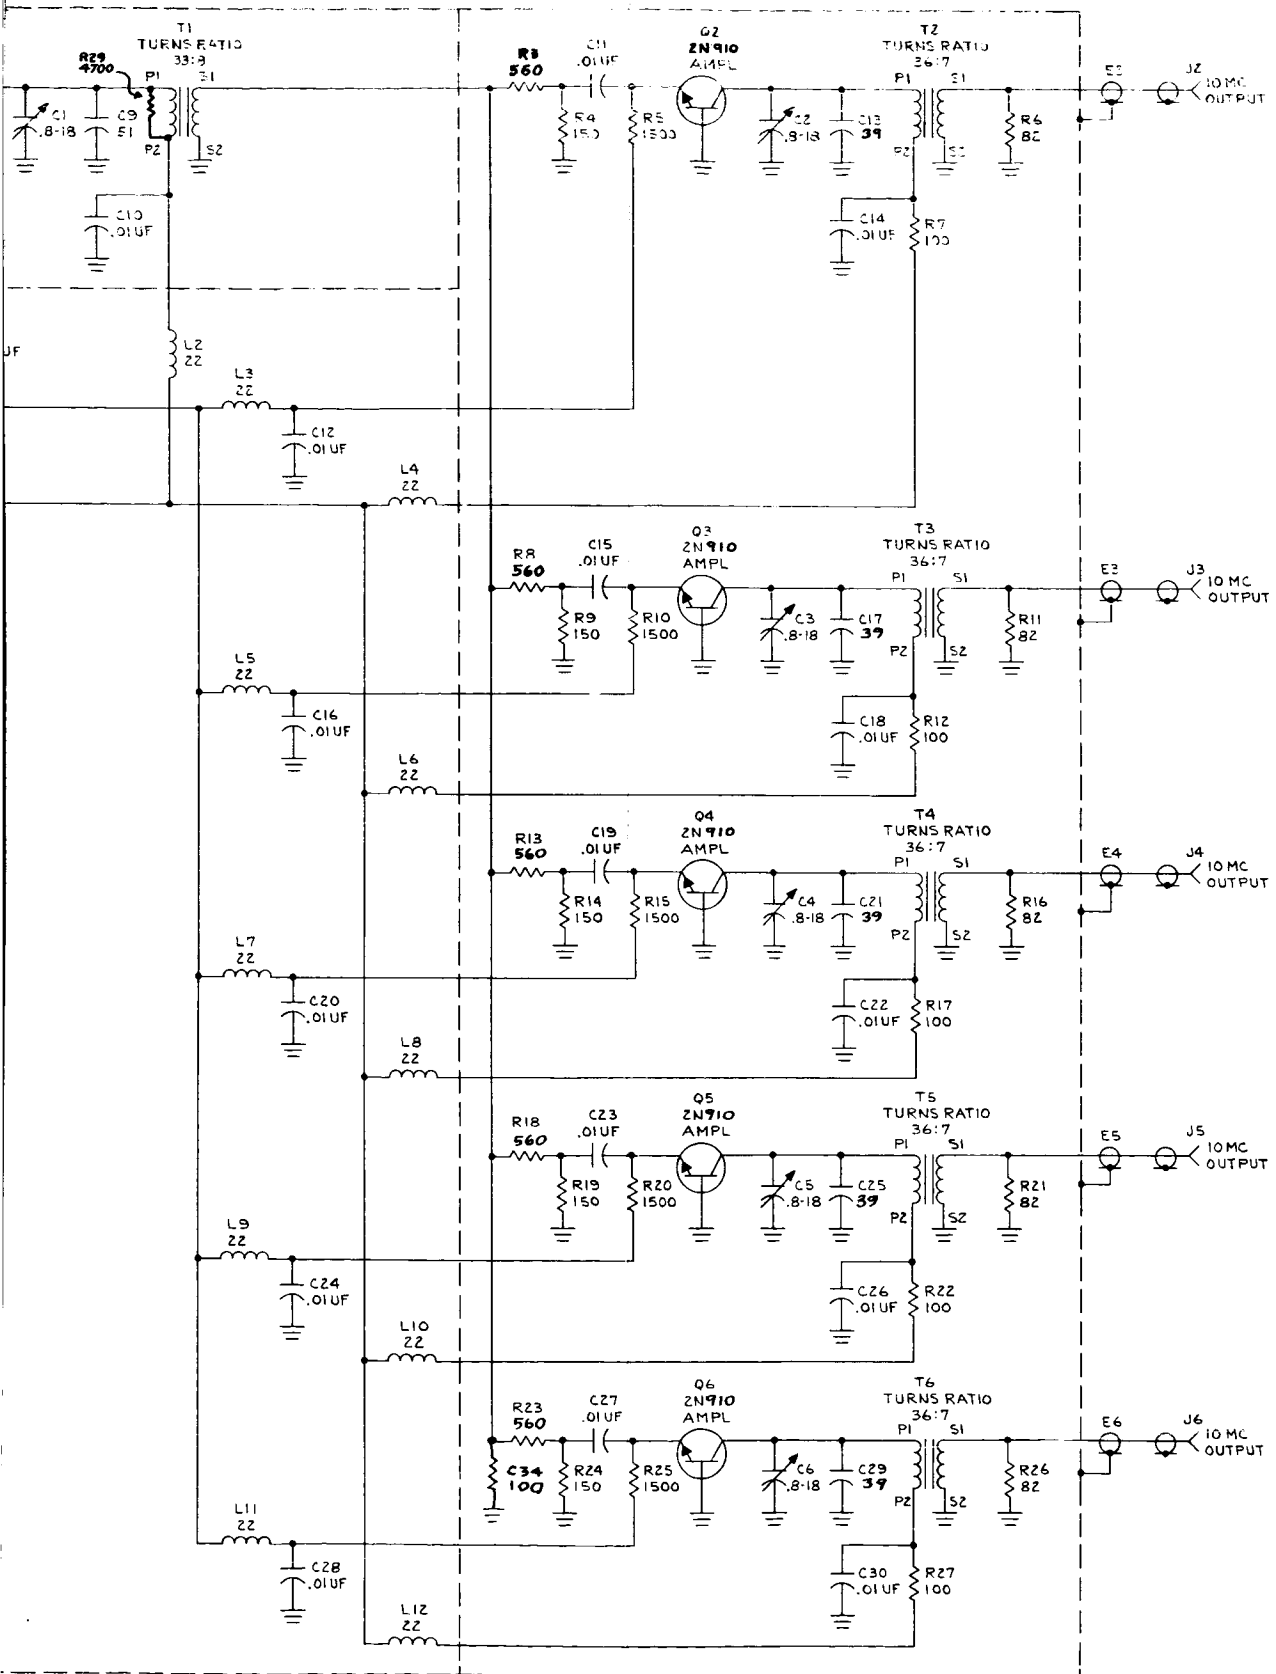 T1
TURNS RATIO
33:8
R29
4700
P1
S1
C1
.8-18
C9
51
P2
S2
C10
.01UF
R3
560
C11
.01UF
R4
150
R5
1500
Q2
2N910
AMPL
C2
.8-18
C13
39
T2
TURNS RATIO
36:7
P1
S1
P2
S2
R6
82
J2
10 MC
OUTPUT
C14
.01UF
R7
100
UF
L2
22
L3
22
C12
.01UF
L4
22
R8
560
C15
.01UF
R9
150
R10
1500
Q3
2N910
AMPL
C3
.8-18
C17
39
T3
TURNS RATIO
36:7
P1
S1
P2
S2
R11
82
E3
J3
10 MC
OUTPUT
L5
22
C16
.01UF
C18
.01UF
R12
100
L6
22
R13
560
C19
.01UF
R14
150
R15
1500
Q4
2N910
AMPL
C4
.8-18
C21
39
T4
TURNS RATIO
36:7
P1
S1
P2
S2
R16
82
E4
J4
10 MC
OUTPUT
L7
22
C20
.01UF
C22
.01UF
R17
100
L8
22
R18
560
C23
.01UF
R19
150
R20
1500
Q5
2N910
AMPL
C5
.8-18
C25
39
T5
TURNS RATIO
36:7
P1
S1
P2
S2
R21
82
E5
J5
10 MC
OUTPUT
L9
22
C24
.01UF
C26
.01UF
R22
100
L10
22
R23
560
C27
.01UF
C34
100
R24
150
R25
1500
Q6
2N910
AMPL
C6
.8-18
C29
39
T6
TURNS RATIO
36:7
P1
S1
P2
S2
R26
82
E6
J6
10 MC
OUTPUT
L11
22
C28
.01UF
C30
.01UF
R27
100
L12
22